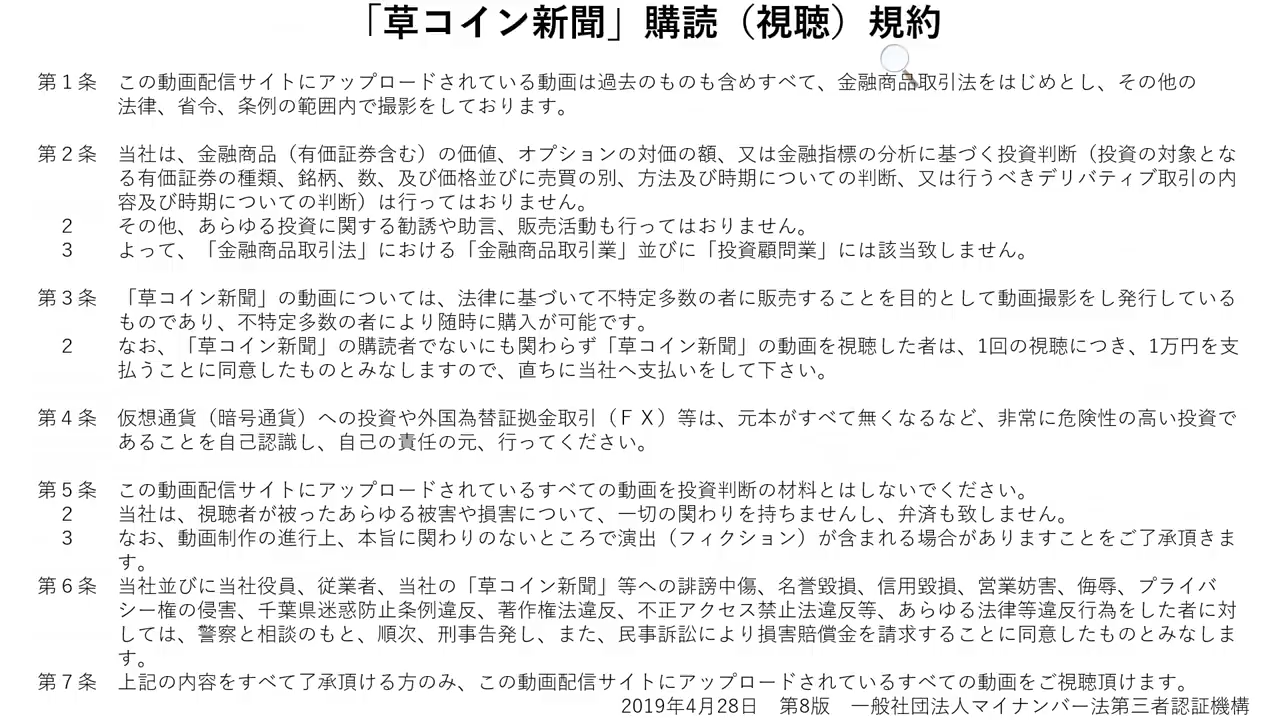 「草コイン新聞」購読（視聴）規約
第１条　この動画配信サイトにアップロードされている動画は過去のものも含めすべて、金融商品取引法をはじめとし、その他の
法律、省令、条例の範囲内で撮影をしております。
第２条　当社は、金融商品（有価証券含む）の価値、オプションの対価の額、又は金融指標の分析に基づく投資判断（投資の対象とな
る有価証券の種類、銘柄、数、及び価格並びに売買の別、方法及び時期についての判断、又は行うべきデリバティブ取引の内
容及び時期についての判断）は行ってはおりません。
２　その他、あらゆる投資に関する勧誘や助言、販売活動も行ってはおりません。
３　よって、「金融商品取引法」における「金融商品取引業」並びに「投資顧問業」には該当致しません。
第３条　「草コイン新聞」の動画については、法律に基づいて不特定多数の者に販売することを目的として動画撮影をし発行している
ものであり、不特定多数の者により随時に購入が可能です。
２　なお、「草コイン新聞」の購読者でないにも関わらず「草コイン新聞」の動画を視聴した者は、1回の視聴につき、1万円を支
払うことに同意したものとみなしますので、直ちに当社へ支払いをして下さい。
第４条　仮想通貨（暗号通貨）への投資や外国為替証拠金取引（ＦＸ）等は、元本がすべて無くなるなど、非常に危険性の高い投資で
あることを自己認識し、自己の責任の元、行ってください。
第５条　この動画配信サイトにアップロードされているすべての動画を投資判断の材料とはしないでください。
２　当社は、視聴者が被ったあらゆる被害や損害について、一切の関わりを持ちませんし、弁済も致しません。
３　なお、動画制作の進行上、本旨に関わりのないところで演出（フィクション）が含まれる場合がありますことをご了承頂きま
す。
第６条　当社並びに当社役員、従業者、当社の「草コイン新聞」等への誹謗中傷、名誉毀損、信用毀損、営業妨害、侮辱、プライバ
シー権の侵害、千葉県迷惑防止条例違反、著作権法違反、不正アクセス禁止法違反等、あらゆる法律等違反行為をした者に対
しては、警察と相談のもと、順次、刑事告発し、また、民事訴訟により損害賠償金を請求することに同意したものとみなしま
す。
第７条　上記の内容をすべて了承頂ける方のみ、この動画配信サイトにアップロードされているすべての動画をご視聴頂けます。
2019年4月28日　第8版　一般社団法人マイナンバー法第三者認証機構